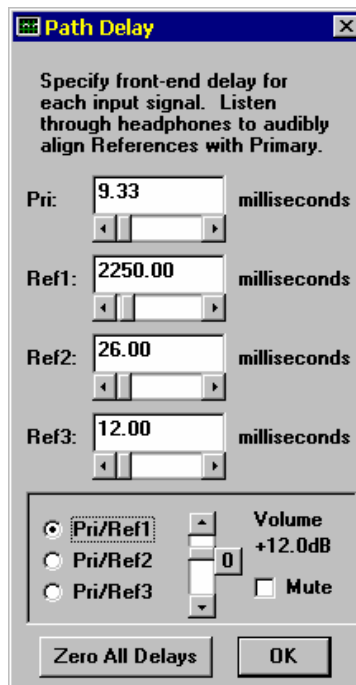 Path Delay
Specify front-end delay for
each input signal. Listen
through headphones to audibly
align References with Primary.
Pri: 9.33 milliseconds
Ref1: 2250.00 milliseconds
Ref2: 26.00 milliseconds
Ref3: 12.00 milliseconds
Pri/Ref1
Pri/Ref2
Pri/Ref3
0
Volume
+12.0dB
Mute
Zero All Delays OK